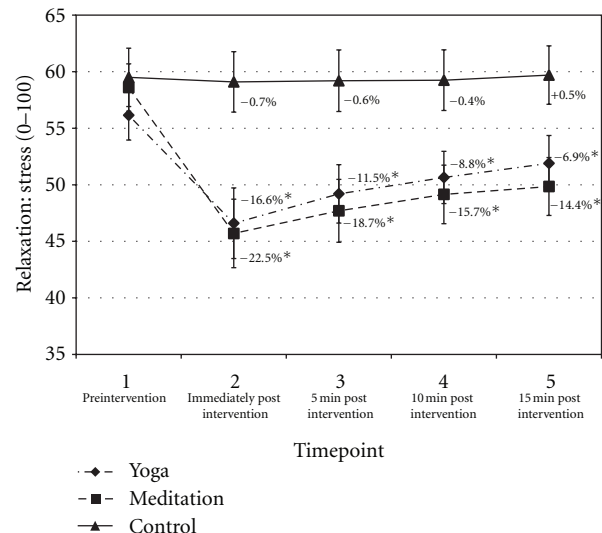 65
60
55
50
45
40
35
Relaxation: stress (0–100)
−0.7%
−0.6%
−0.4%
+0.5%
−16.6%*
−11.5%*
−8.8%*
−6.9%*
−22.5%*
−18.7%*
−15.7%*
−14.4%*
1
2
3
4
5
Preintervention
Immediately post
intervention
5 min post
intervention
10 min post
intervention
15 min post
intervention
Timepoint
Yoga
Meditation
Control